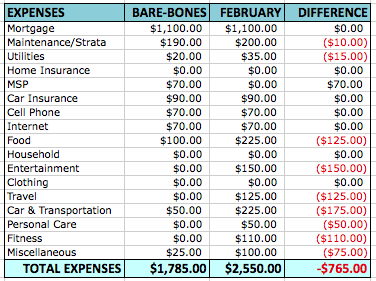 EXPENSES BARE-BONES FEBRUARY DIFFERENCE
Mortgage $1,100.00 $1,100.00 $0.00
Maintenance/Strata $190.00 $200.00 ($10.00)
Utilities $20.00 $35.00 ($15.00)
Home Insurance $0.00 $0.00 $0.00
MSP $70.00 $0.00 $70.00
Car Insurance $90.00 $90.00 $0.00
Cell Phone $70.00 $70.00 $0.00
Internet $70.00 $70.00 $0.00
Food $100.00 $225.00 ($125.00)
Household $0.00 $0.00 $0.00
Entertainment $0.00 $150.00 ($150.00)
Clothing $0.00 $0.00 $0.00
Travel $0.00 $125.00 ($125.00)
Car & Transportation $50.00 $225.00 ($175.00)
Personal Care $0.00 $50.00 ($50.00)
Fitness $0.00 $110.00 ($110.00)
Miscellaneous $25.00 $100.00 ($75.00)
TOTAL EXPENSES $1,785.00 $2,550.00 -$765.00